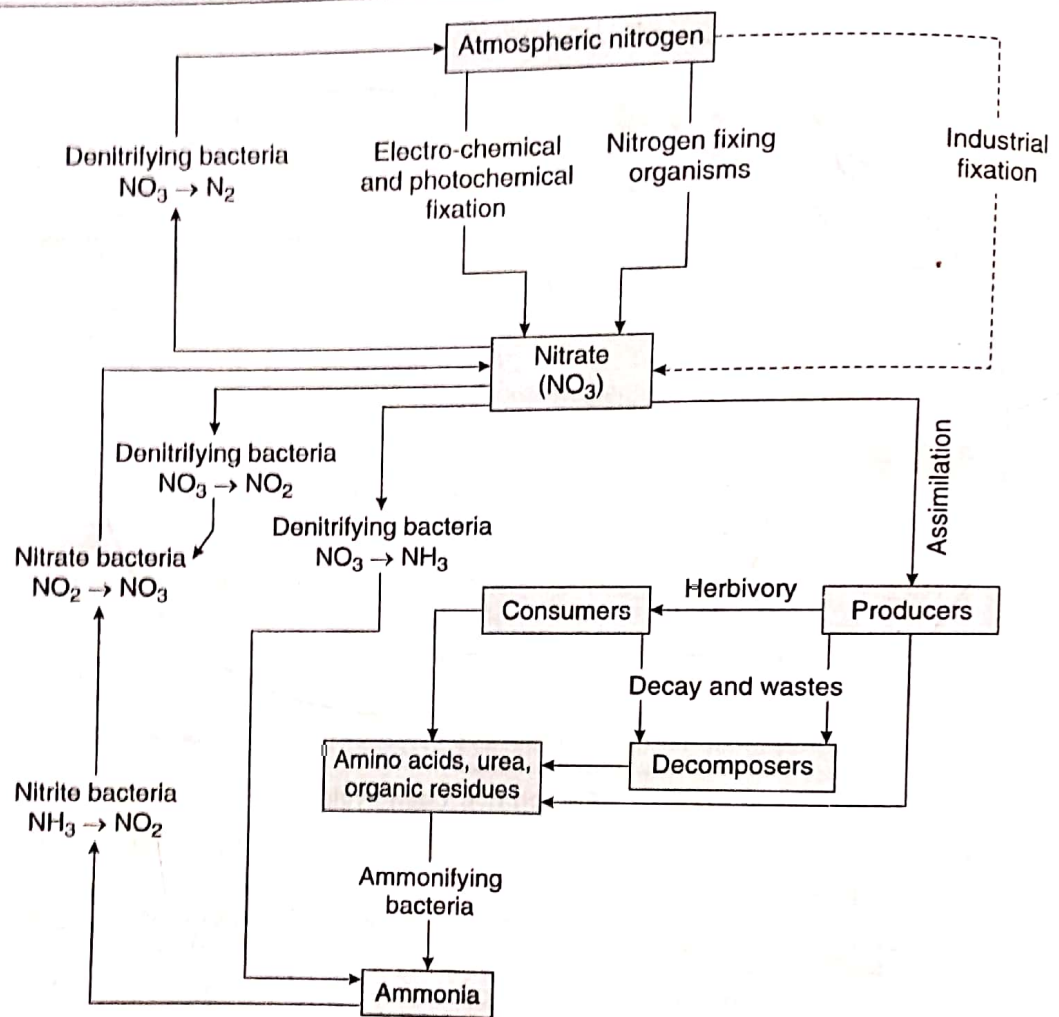 Atmospheric nitrogen
Denitrifying bacteria
NO₃ → N₂
Electro-chemical
and photochemical
fixation
Nitrogen fixing
organisms
Industrial
fixation
Nitrate
(NO₃)
Denitrifying bacteria
NO₃ → NO₂
Denitrifying bacteria
NO₃ → NH₃
Assimilation
Nitrate bacteria
NO₂ → NO₃
Consumers
Herbivory
Producers
Decay and wastes
Amino acids, urea,
organic residues
Decomposers
Nitrite bacteria
NH₃ → NO₂
Ammonifying
bacteria
Ammonia